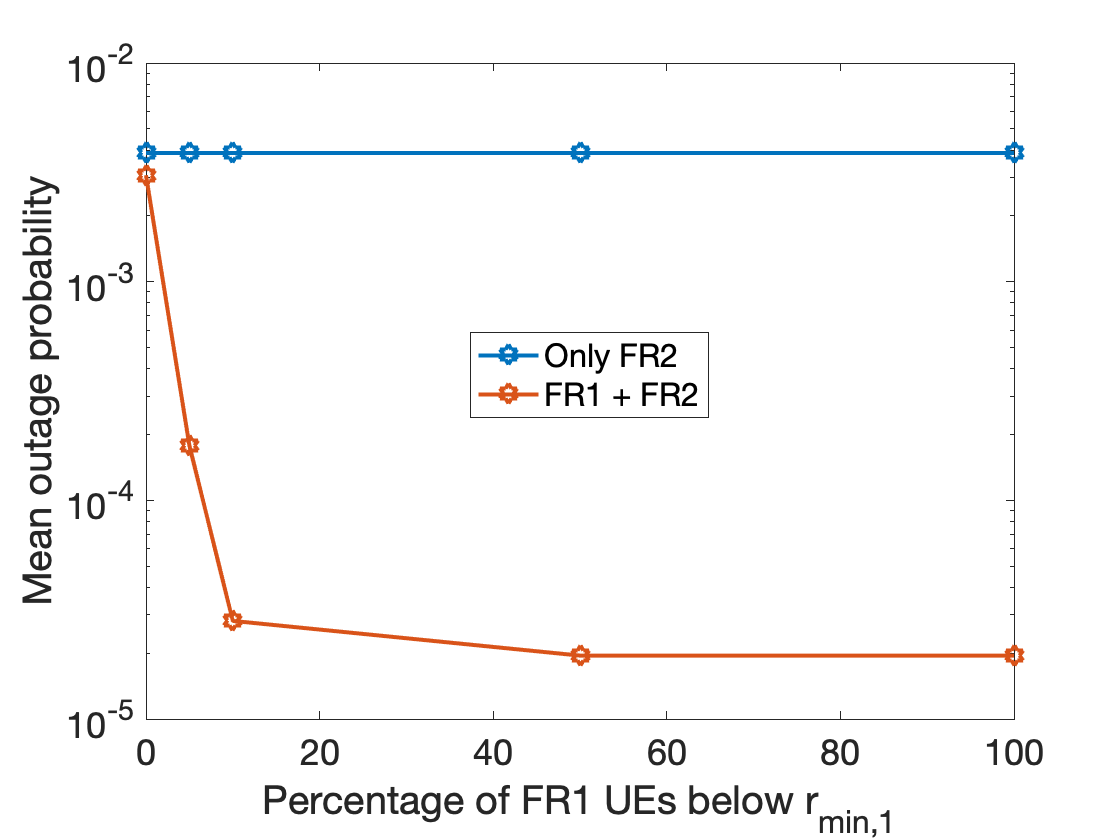 10^-2
10^-3
10^-4
10^-5
Mean outage probability
Only FR2
FR1 + FR2
0 20 40 60 80 100
Percentage of FR1 UEs below r_min,1